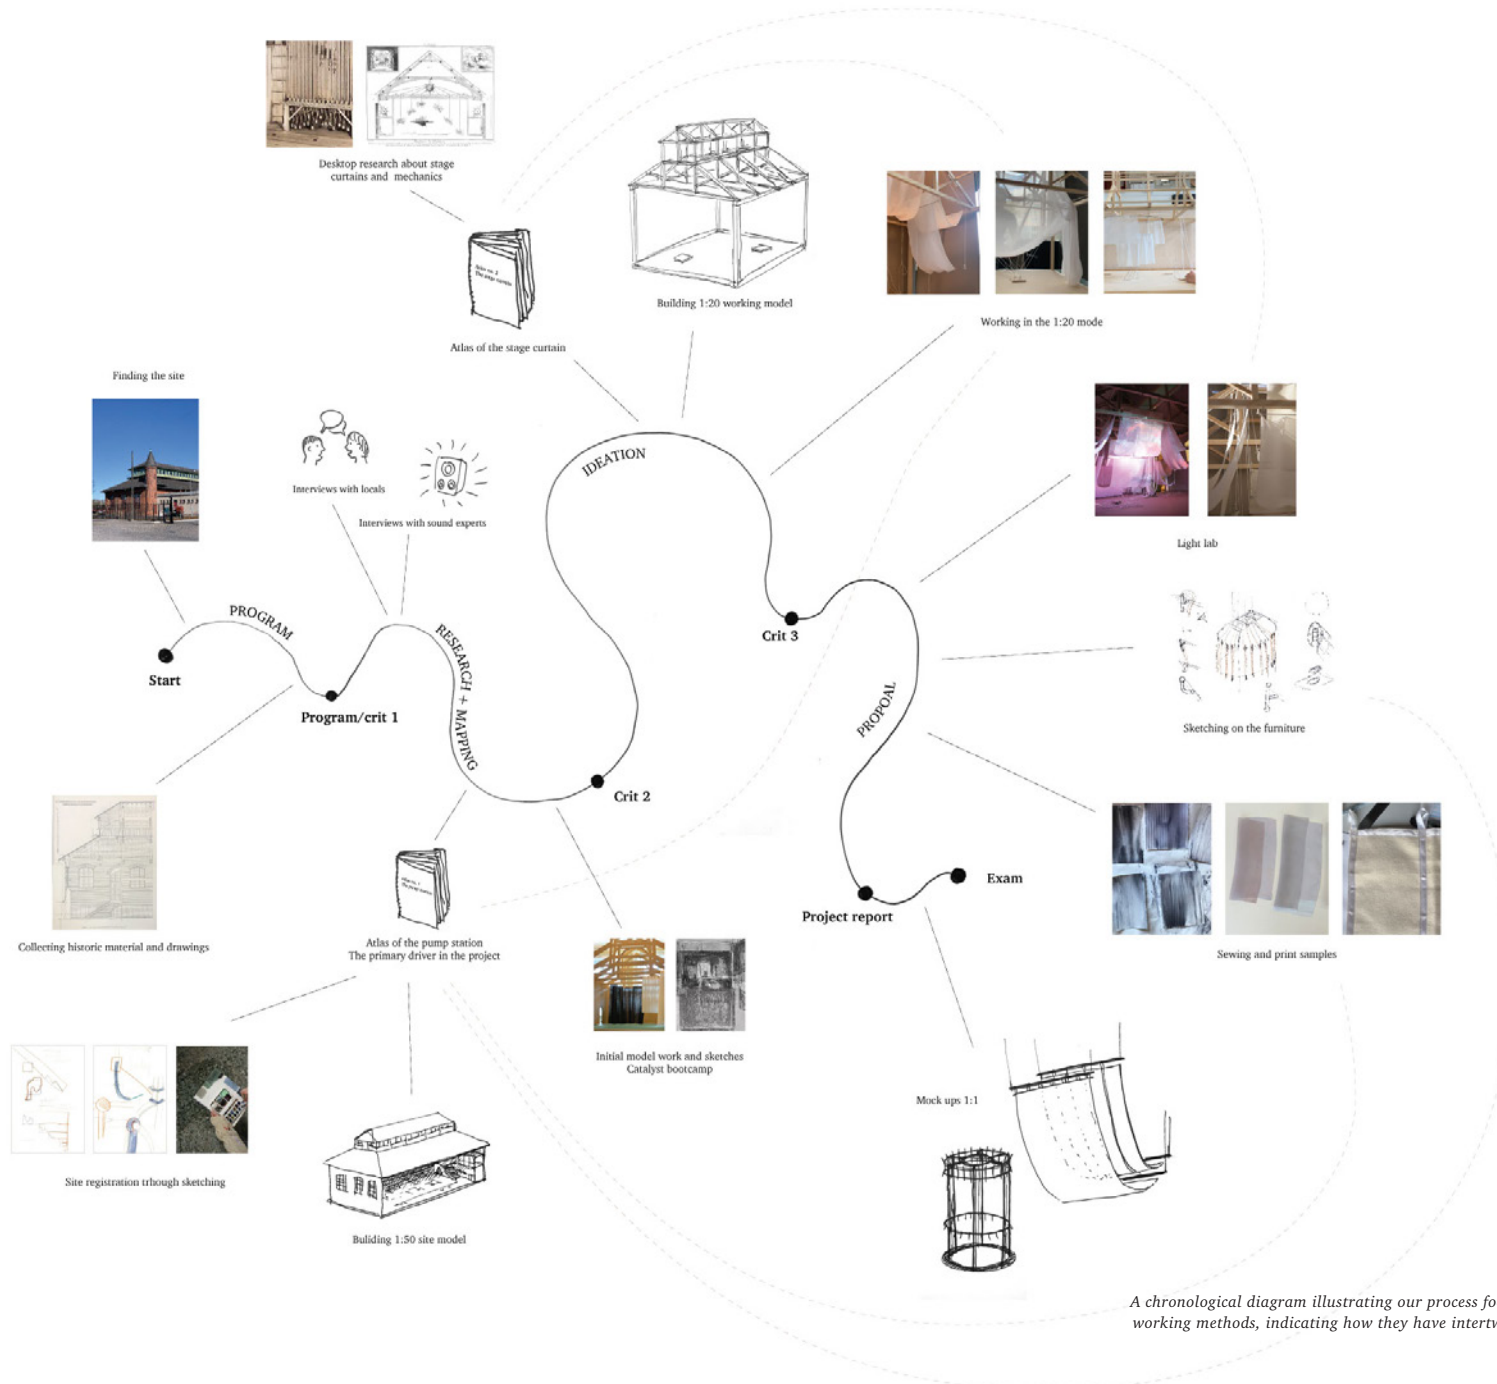 Desktop research about stage
curtains and mechanics
Atlas of the stage curtain
Building 1:20 working model
Working in the 1:20 mode
Finding the site
Interviews with locals
Interviews with sound experts
Light lab
IDEATION
PROGRAM
RESEARCH + MAPPING
Start
Program/crit 1
Crit 2
Crit 3
PROPOAL
Sketching on the furniture
Project report
Exam
Collecting historic material and drawings
Atlas of the pump station
The primary driver in the project
Sewing and print samples
Initial model work and sketches
Catalyst bootcamp
Mock ups 1:1
Site registration trhough sketching
Buliding 1:50 site model
A chronological diagram illustrating our process fo
working methods, indicating how they have intertw